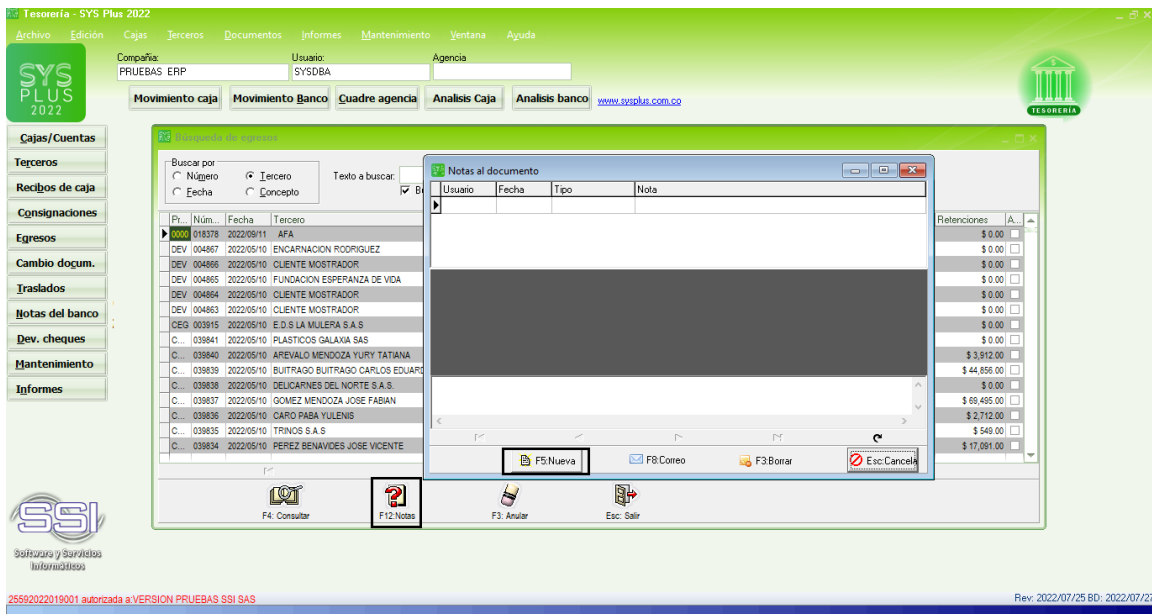 Tesorería - SYS Plus 2022
Archivo Edición Cajas Terceros Documentos Informes Mantenimiento Ventana Ayuda
SYS PLUS 2022
Compañia: Usuario: Agencia
PRUEBAS ERP SYSDBA
Movimiento caja Movimiento Banco Cuadre agencia Analisis Caja Analisis banco www.sysplus.com.co
TESORERÍA
Cajas/Cuentas
Terceros
Recibos de caja
Consignaciones
Egresos
Cambio docum.
Traslados
Notas del banco
Dev. cheques
Mantenimiento
Informes
Búsqueda de egresos
Buscar por
Número Tercero Texto a buscar:
Fecha Concepto
Pr... Núm... Fecha Tercero Retenciones A...
0000 018378 2022/09/11 AFA $ 0.00
DEV 004867 2022/05/10 ENCARNACION RODRIGUEZ $ 0.00
DEV 004866 2022/05/10 CLIENTE MOSTRADOR $ 0.00
DEV 004865 2022/05/10 FUNDACION ESPERANZA DE VIDA $ 0.00
DEV 004864 2022/05/10 CLIENTE MOSTRADOR $ 0.00
DEV 004863 2022/05/10 CLIENTE MOSTRADOR $ 0.00
CEG 003915 2022/05/10 E.D.S LA MULERA S.A.S $ 0.00
C... 039841 2022/05/10 PLASTICOS GALAXIA SAS $ 0.00
C... 039840 2022/05/10 AREVALO MENDOZA YURY TATIANA $ 3,912.00
C... 039839 2022/05/10 BUITRAGO BUITRAGO CARLOS EDUARD $ 44,856.00
C... 039838 2022/05/10 DELICARNES DEL NORTE S.A.S. $ 0.00
C... 039837 2022/05/10 GOMEZ MENDOZA JOSE FABIAN $ 69,495.00
C... 039836 2022/05/10 CARO PABA YULENIS $ 2,712.00
C... 039835 2022/05/10 TRINOS S.A.S $ 549.00
C... 039834 2022/05/10 PEREZ BENAVIDES JOSE VICENTE $ 17,091.00
Notas al documento
Usuario Fecha Tipo Nota
F5:Nueva F8:Correo F3:Borrar Esc:Cancela
F4: Consultar F12:Notas F3: Anular Esc: Salir
SSI
Software y Servicios
Informáticos
25592022019001 autorizada a:VERSION PRUEBAS SSI SAS
Rev: 2022/07/25 BD: 2022/07/27